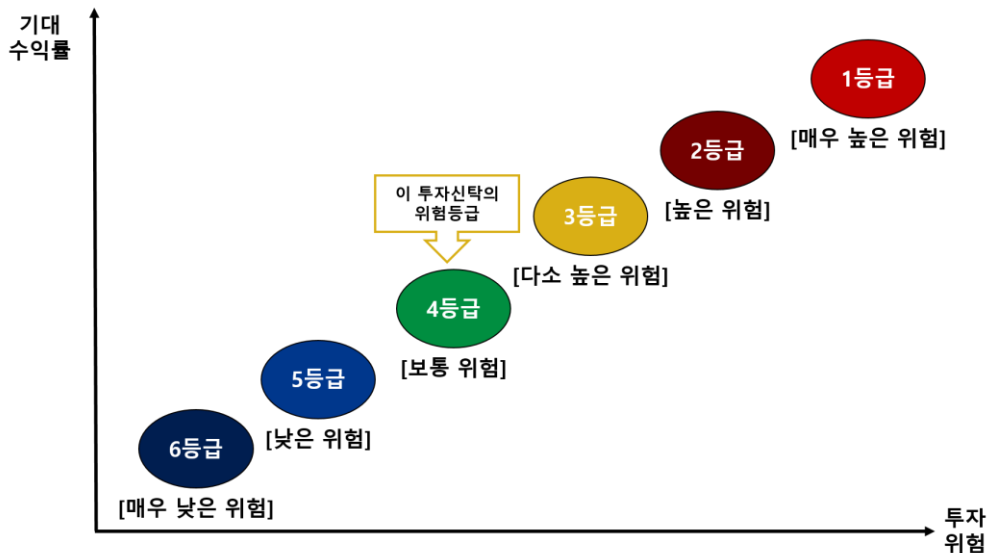 기대
수익률
1등급
[매우 높은 위험]
2등급
[높은 위험]
이 투자신탁의
위험등급
3등급
[다소 높은 위험]
4등급
[보통 위험]
5등급
[낮은 위험]
6등급
[매우 낮은 위험]
투자
위험